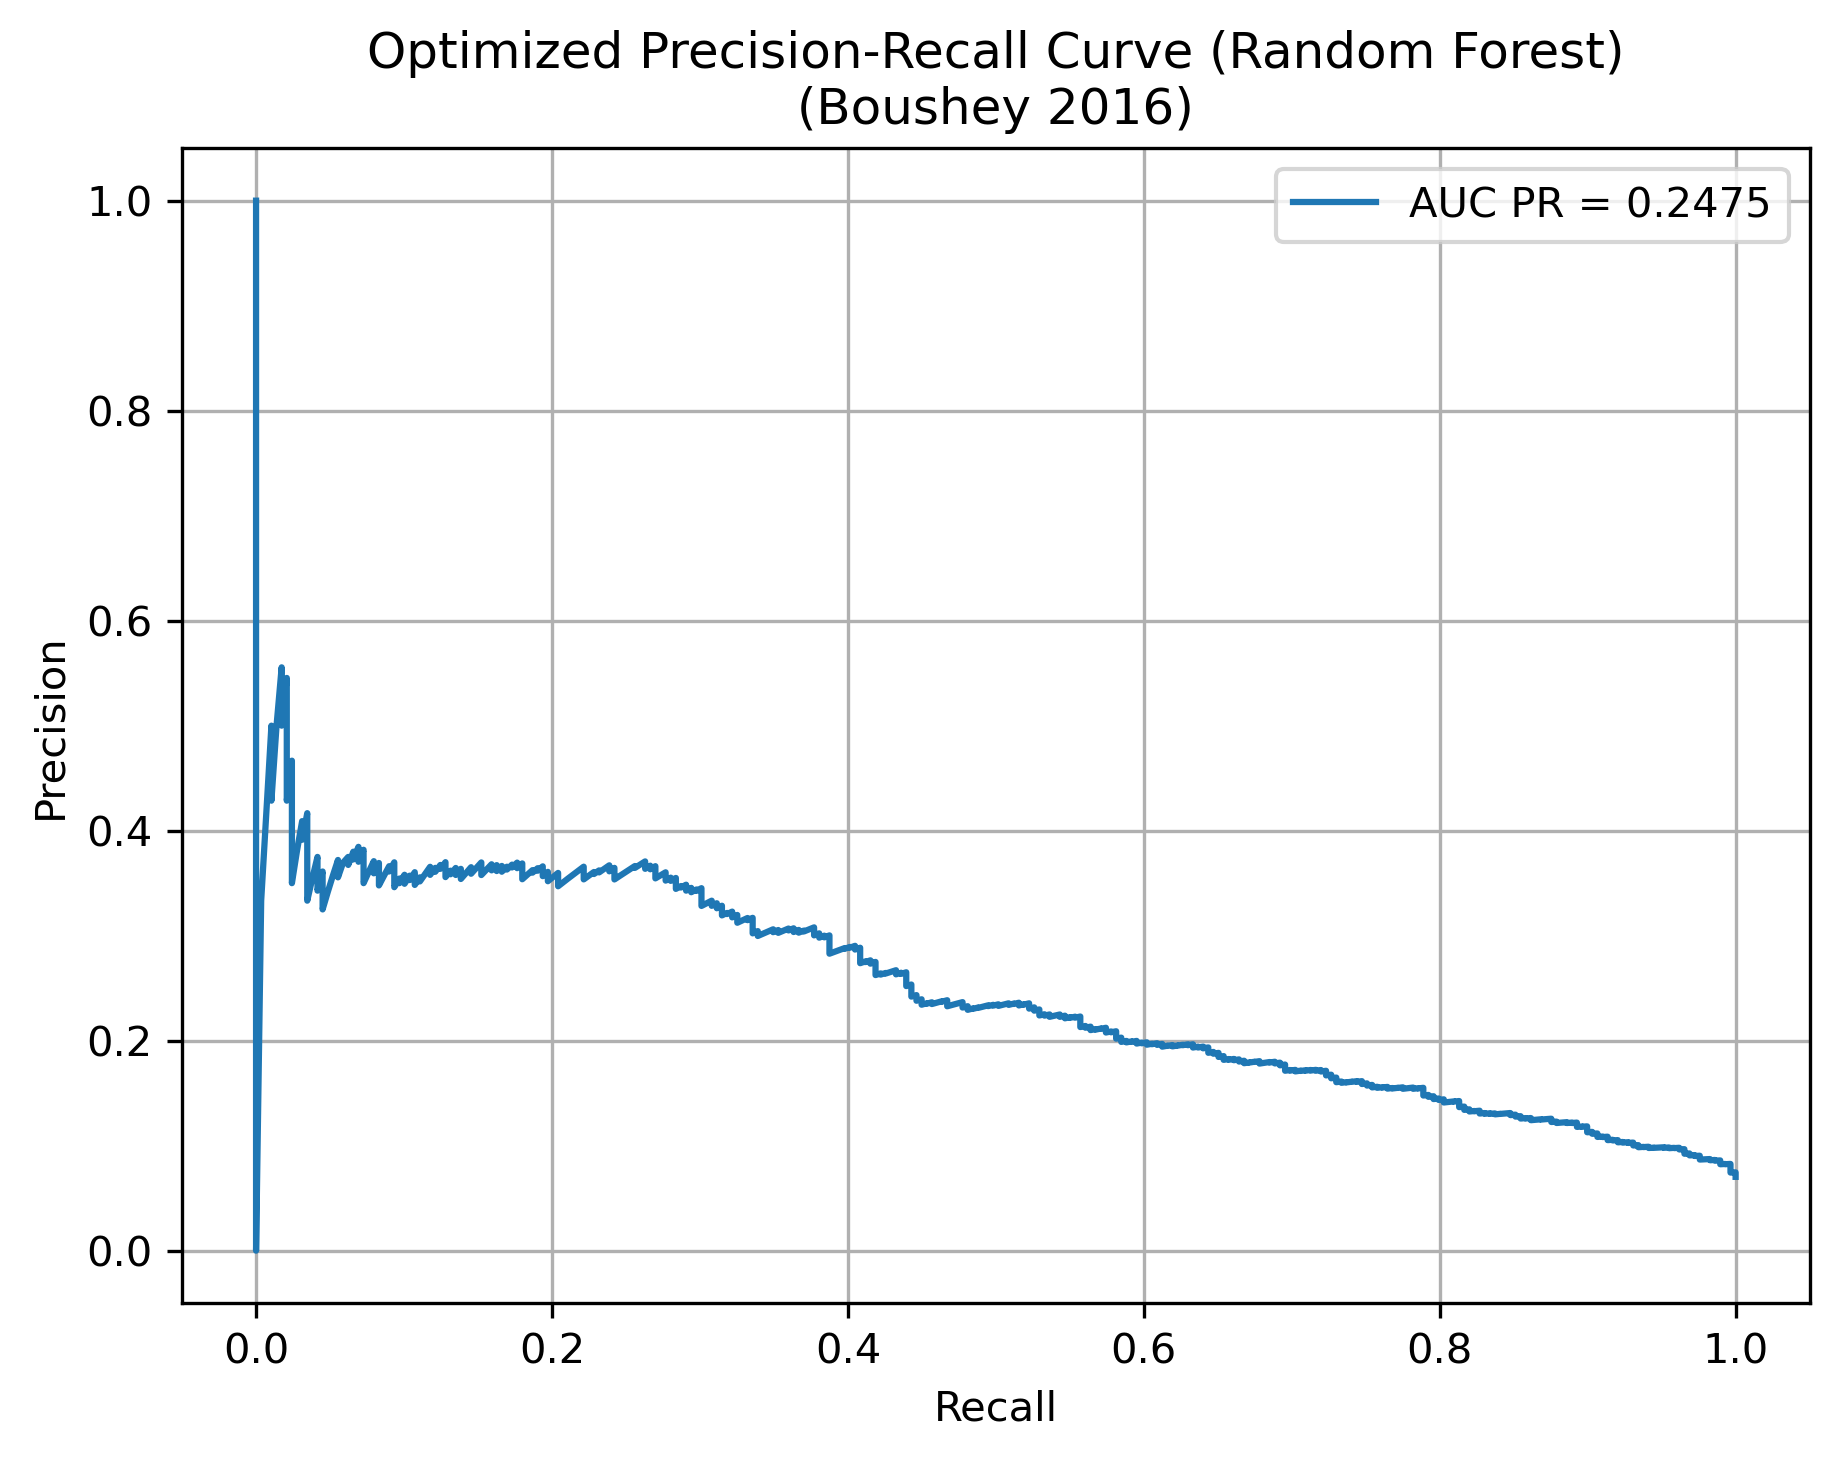 Optimized Precision-Recall Curve (Random Forest)
(Boushey 2016)
AUC PR = 0.2475
1.0
0.8
0.6
0.4
0.2
0.0
Precision
0.0 0.2 0.4 0.6 0.8 1.0
Recall